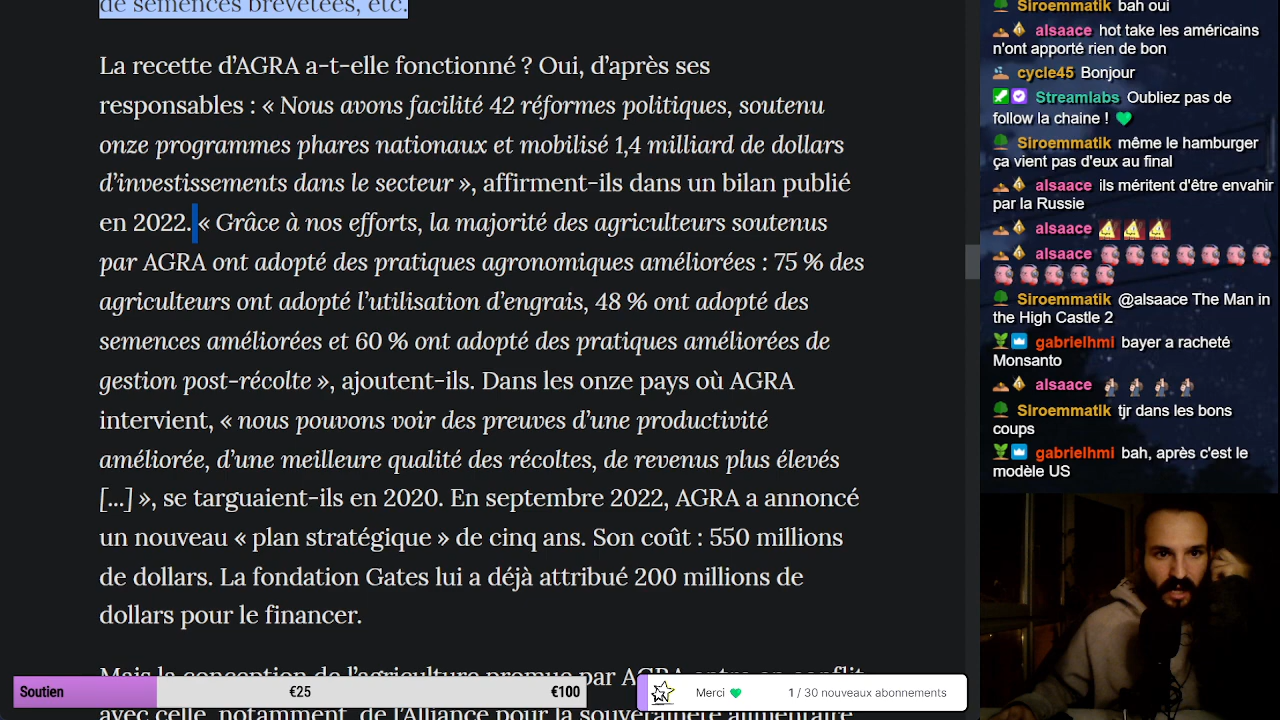 de semences brevetées, etc.
La recette d’AGRA a-t-elle fonctionné ? Oui, d’après ses
responsables : « Nous avons facilité 42 réformes politiques, soutenu
onze programmes phares nationaux et mobilisé 1,4 milliard de dollars
d’investissements dans le secteur », affirment-ils dans un bilan publié
en 2022. « Grâce à nos efforts, la majorité des agriculteurs soutenus
par AGRA ont adopté des pratiques agronomiques améliorées : 75 % des
agriculteurs ont adopté l’utilisation d’engrais, 48 % ont adopté des
semences améliorées et 60 % ont adopté des pratiques améliorées de
gestion post-récolte », ajoutent-ils. Dans les onze pays où AGRA
intervient, « nous pouvons voir des preuves d’une productivité
améliorée, d’une meilleure qualité des récoltes, de revenus plus élevés
[...] », se targuaient-ils en 2020. En septembre 2022, AGRA a annoncé
un nouveau « plan stratégique » de cinq ans. Son coût : 550 millions
de dollars. La fondation Gates lui a déjà attribué 200 millions de
dollars pour le financer.
Mais la conception de l’agriculture promue par AGRA entre en conflit
avec celle, notamment, de l’Alliance pour la souveraineté alimentaire
Soutien
€25
€100
Merci 💚
1 / 30 nouveaux abonnements
Siroemmatik bah oui
alsaace hot take les américains
n'ont apporté rien de bon
cycle45 Bonjour
Streamlabs Oubliez pas de
follow la chaine ! 💚
Siroemmatik même le hamburger
ça vient pas d'eux au final
alsaace ils méritent d'être envahir
par la Russie
alsaace
alsaace
Siroemmatik @alsaace The Man in
the High Castle 2
gabrielhmi bayer a racheté
Monsanto
alsaace
Siroemmatik tjr dans les bons
coups
gabrielhmi bah, après c'est le
modèle US